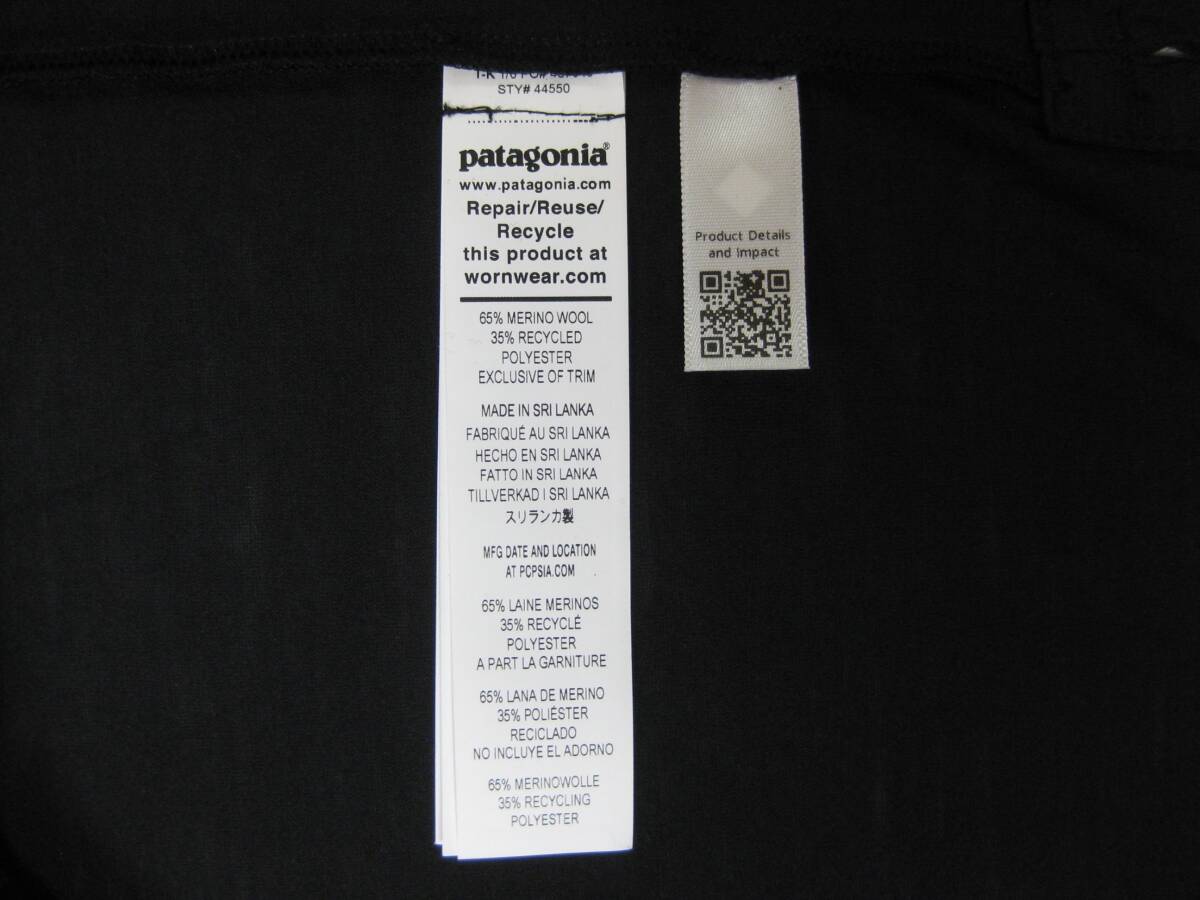 STY# 44550
patagonia®
www.patagonia.com
Repair/Reuse/
Recycle
this product at
wornwear.com
65% MERINO WOOL
35% RECYCLED
POLYESTER
EXCLUSIVE OF TRIM
MADE IN SRI LANKA
FABRIQUÉ AU SRI LANKA
HECHO EN SRI LANKA
FATTO IN SRI LANKA
TILLVERKAD I SRI LANKA
スリランカ製
MFG DATE AND LOCATION
AT PCPSIA.COM
65% LAINE MERINOS
35% RECYCLÉ
POLYESTER
A PART LA GARNITURE
65% LANA DE MERINO
35% POLIÉSTER
RECICLADO
NO INCLUYE EL ADORNO
65% MERINOWOLLE
35% RECYCLING
POLYESTER
Product Details
and Impact